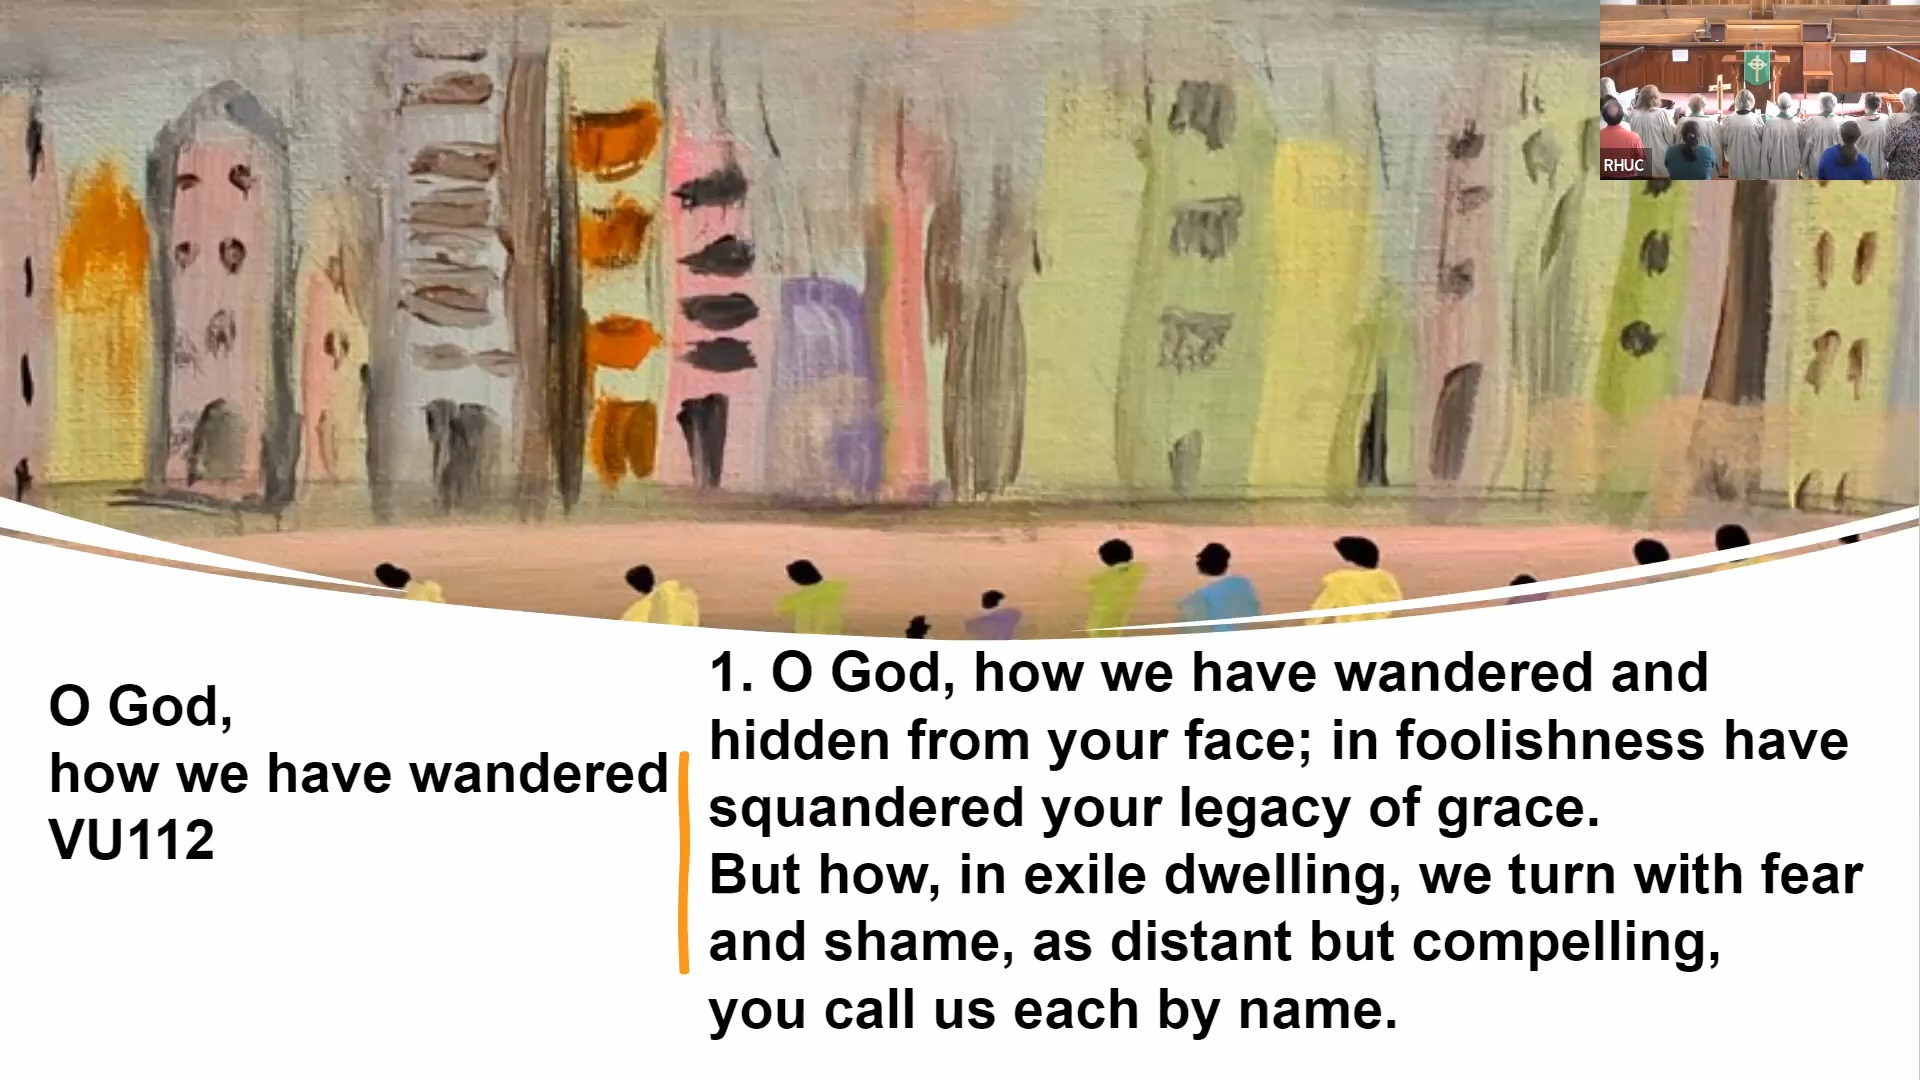 RHUC
O God,
how we have wandered
VU112
1. O God, how we have wandered and
hidden from your face; in foolishness have
squandered your legacy of grace.
But how, in exile dwelling, we turn with fear
and shame, as distant but compelling,
you call us each by name.